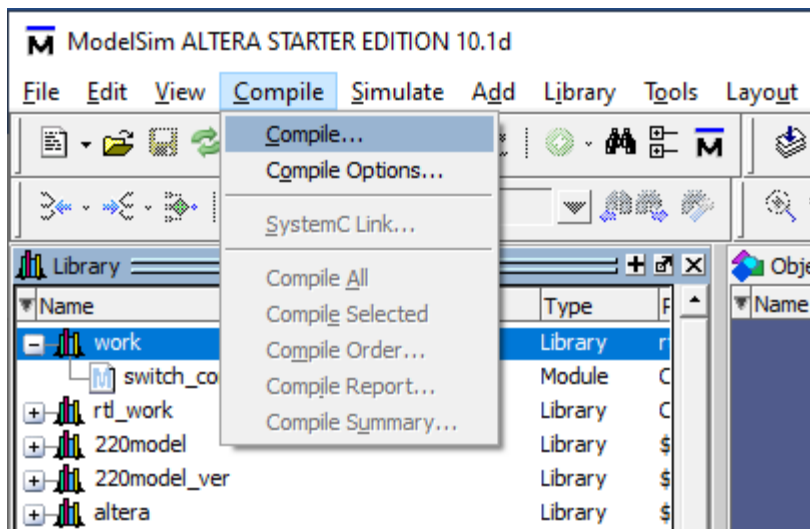 ModelSim ALTERA STARTER EDITION 10.1d
File Edit View Compile Simulate Add Library Tools Layout
Compile...
Compile Options...
SystemC Link...
Compile All
Compile Selected
Compile Order...
Compile Report...
Compile Summary...
Library
Name Type
work Library
Module
rtl_work Library
220model Library $
220model_ver Library $
altera Library $
Name